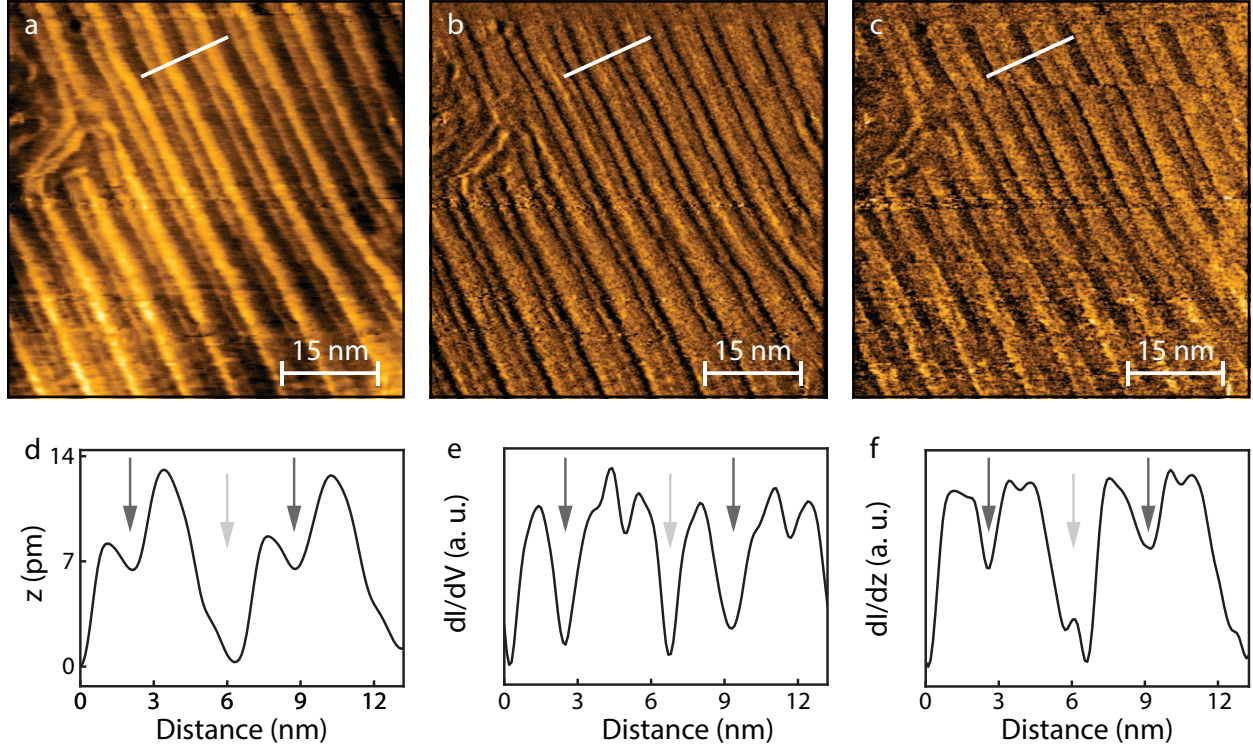 a
b
c
15 nm
15 nm
15 nm
d
e
f
14
7
0
z (pm)
dI/dV (a. u.)
dI/dz (a. u.)
0 3 6 9 12
0 3 6 9 12
0 3 6 9 12
Distance (nm)
Distance (nm)
Distance (nm)